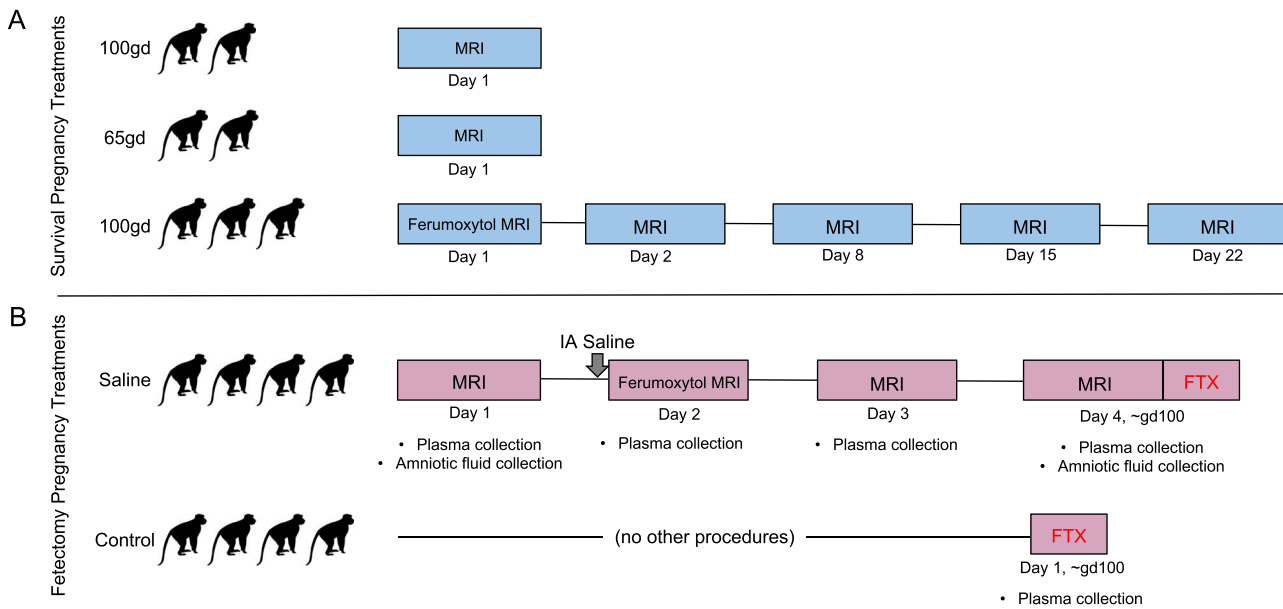 A
Survival Pregnancy Treatments
100gd
MRI
Day 1
65gd
MRI
Day 1
100gd
Ferumoxytol MRI
MRI
MRI
MRI
MRI
Day 1
Day 2
Day 8
Day 15
Day 22
B
Fetectomy Pregnancy Treatments
Saline
IA Saline
MRI
Ferumoxytol MRI
MRI
MRI
FTX
Day 1
Day 2
Day 3
Day 4, ~gd100
• Plasma collection
• Amniotic fluid collection
• Plasma collection
• Plasma collection
• Plasma collection
• Amniotic fluid collection
Control
(no other procedures)
FTX
Day 1, ~gd100
• Plasma collection